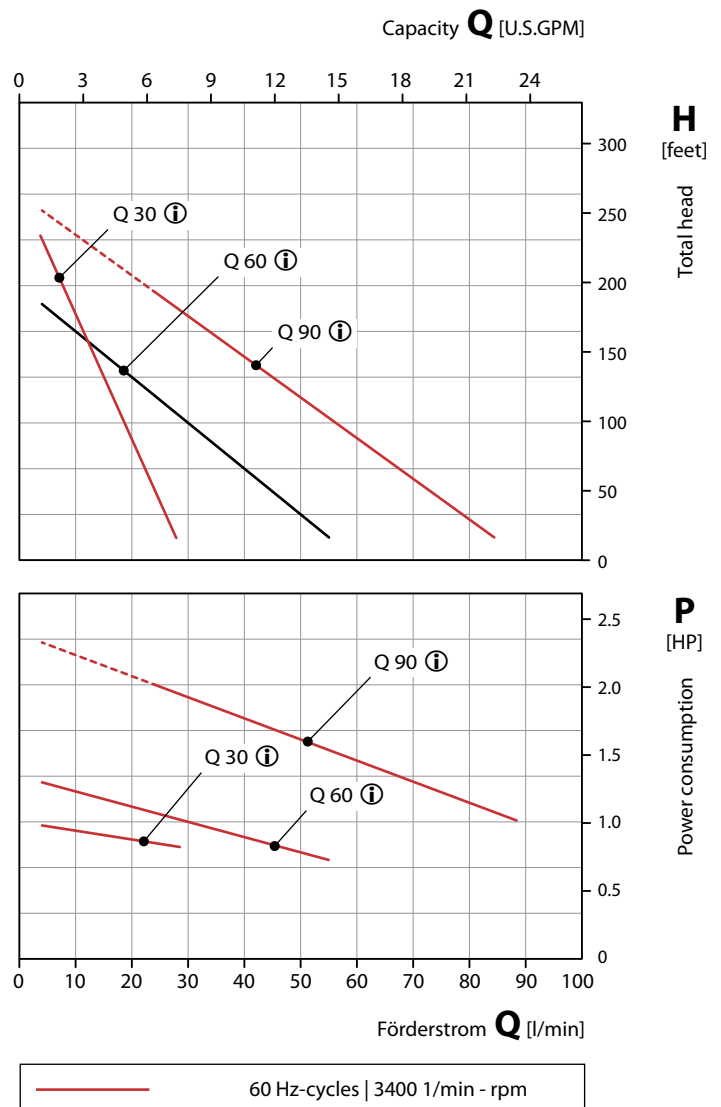 Capacity Q [U.S.GPM]
0 3 6 9 12 15 18 21 24
H
[feet]
Total head
300
250
200
150
100
50
0
Q 30 i
Q 60 i
Q 90 i
P
[HP]
Power consumption
2.5
2.0
1.5
1.0
0.5
0
Q 90 i
Q 30 i
Q 60 i
0 10 20 30 40 50 60 70 80 90 100
Förderstrom Q [l/min]
60 Hz-cycles | 3400 1/min - rpm